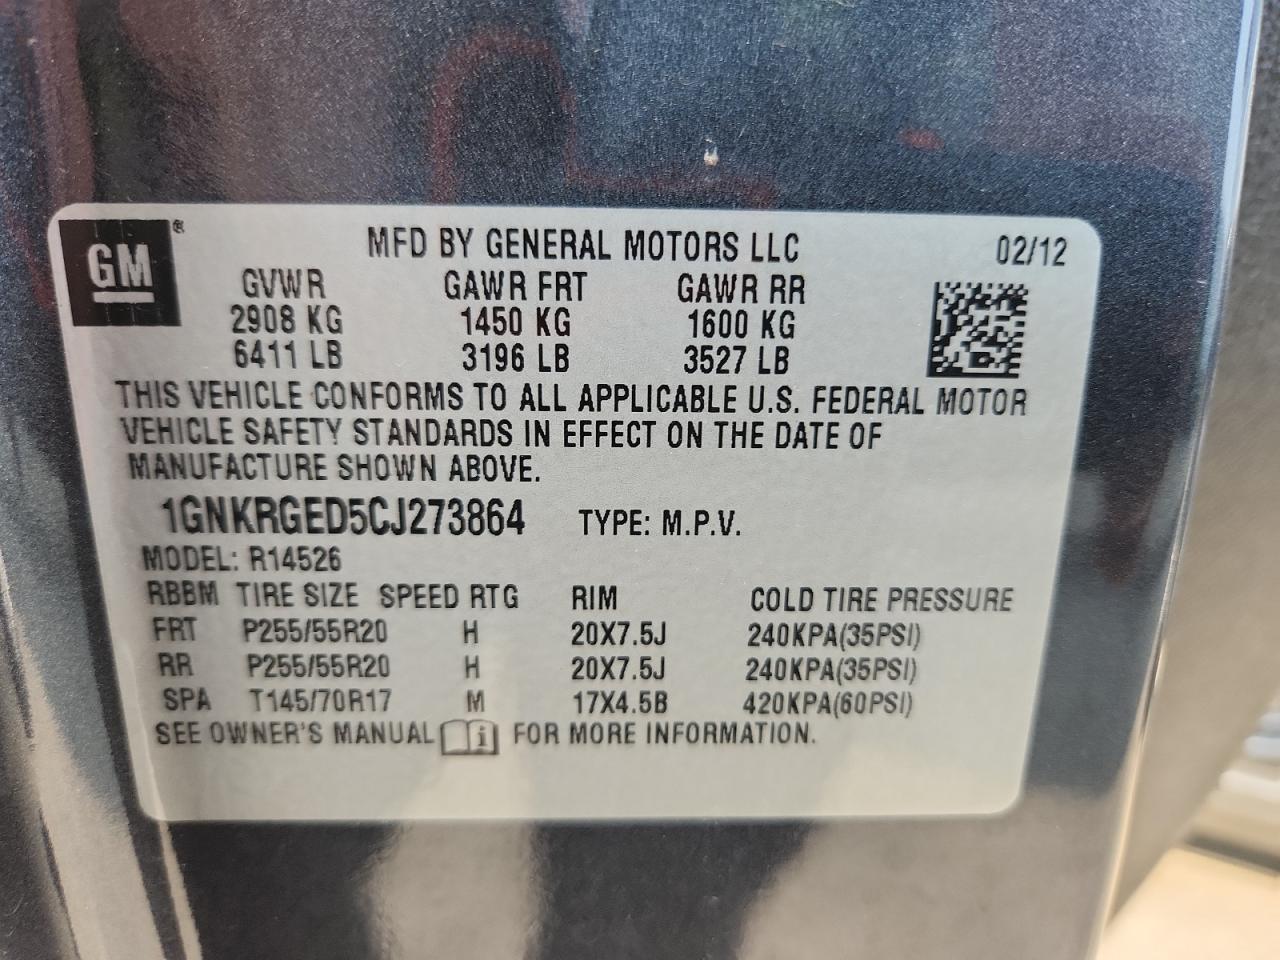 GM ®
MFD BY GENERAL MOTORS LLC 02/12
GVWR GAWR FRT GAWR RR
2908 KG 1450 KG 1600 KG
6411 LB 3196 LB 3527 LB
THIS VEHICLE CONFORMS TO ALL APPLICABLE U.S. FEDERAL MOTOR
VEHICLE SAFETY STANDARDS IN EFFECT ON THE DATE OF
MANUFACTURE SHOWN ABOVE.
1GNKRGED5CJ273864 TYPE: M.P.V.
MODEL: R14526
RBBM TIRE SIZE SPEED RTG RIM COLD TIRE PRESSURE
FRT P255/55R20 H 20X7.5J 240KPA(35PSI)
RR P255/55R20 H 20X7.5J 240KPA(35PSI)
SPA T145/70R17 M 17X4.5B 420KPA(60PSI)
SEE OWNER'S MANUAL i FOR MORE INFORMATION.